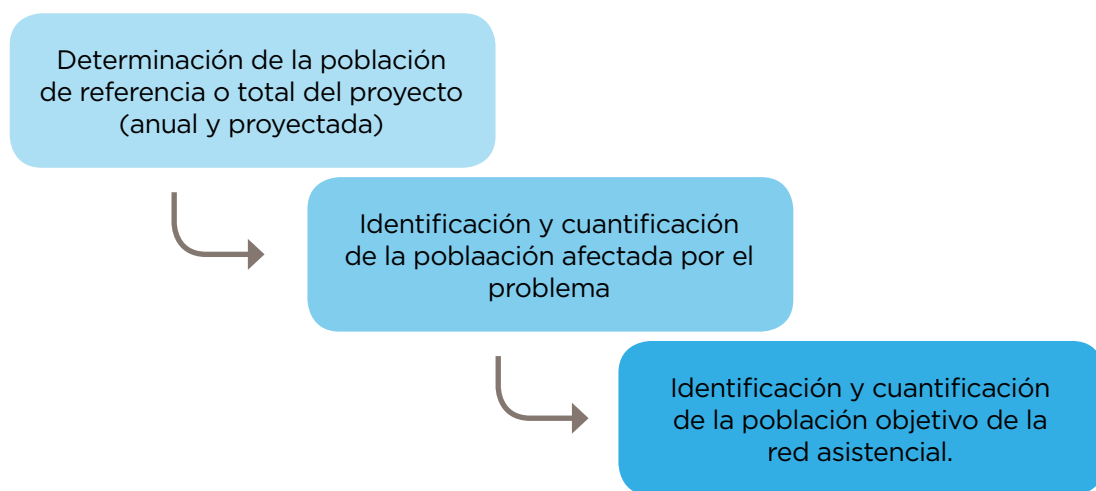 Determinación de la población
de referencia o total del proyecto
(anual y proyectada)
Identificación y cuantificación
de la poblaación afectada por el
problema
Identificación y cuantificación
de la población objetivo de la
red asistencial.